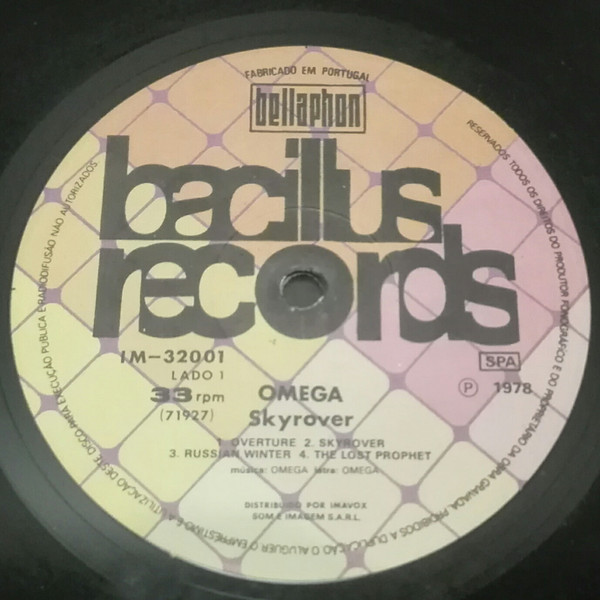 FABRICADO EM PORTUGAL
bellaphon
bacillus
records
IM-32001
LADO 1
33 rpm
(71927)
SPA
Ⓟ 1978
OMEGA
Skyrover
1. OVERTURE 2. SKYROVER
3. RUSSIAN WINTER 4. THE LOST PROPHET
música: OMEGA letra: OMEGA
DISTRIBUIDO POR IMAVOX
SOM E IMAGEM S.A.R.L.
RESERVADOS TODOS OS DIREITOS DO PRODUTOR FONOGRÁFICO E DO PROPRIETÁRIO DA OBRA GRAVADA. PROIBIDOS A O ALUGUER O EMPRÉSTIMO E A UTILIZAÇÃO DESTE DISCO PARA EXECUÇÃO PÚBLICA E RADIODIFUSÃO NÃO AUTORIZADOS